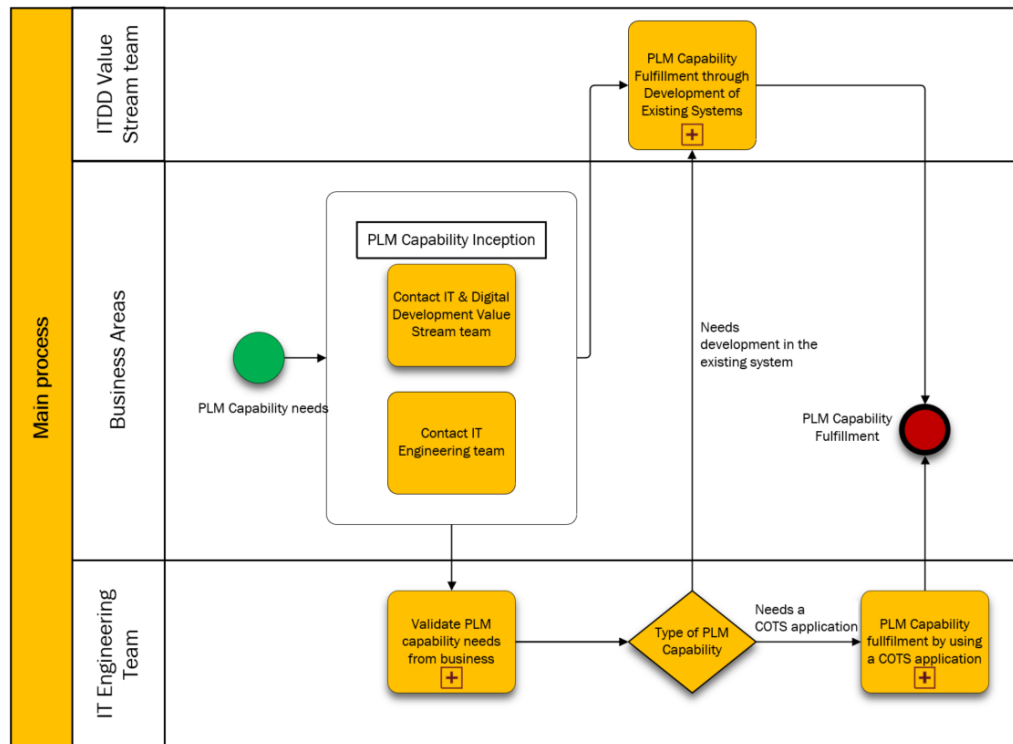 Main process
ITDD Value
Stream team
PLM Capability
Fulfillment through
Development of
Existing Systems
Business Areas
PLM Capability needs
PLM Capability Inception
Contact IT & Digital
Development Value
Stream team
Contact IT
Engineering team
Needs
development in the
existing system
PLM Capability
Fulfillment
IT Engineering
Team
Validate PLM
capability needs
from business
Type of PLM
Capability
Needs a
COTS application
PLM Capability
fullfilment by using
a COTS application